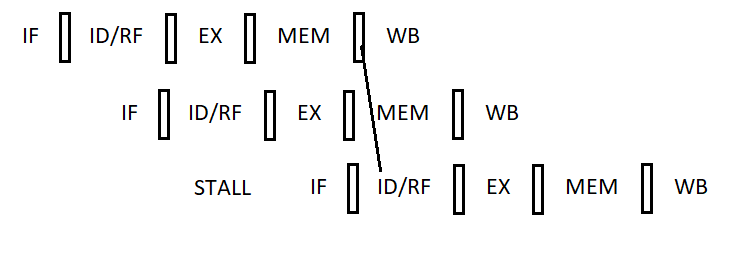 IF ID/RF EX MEM WB
IF ID/RF EX MEM WB
STALL IF ID/RF EX MEM WB